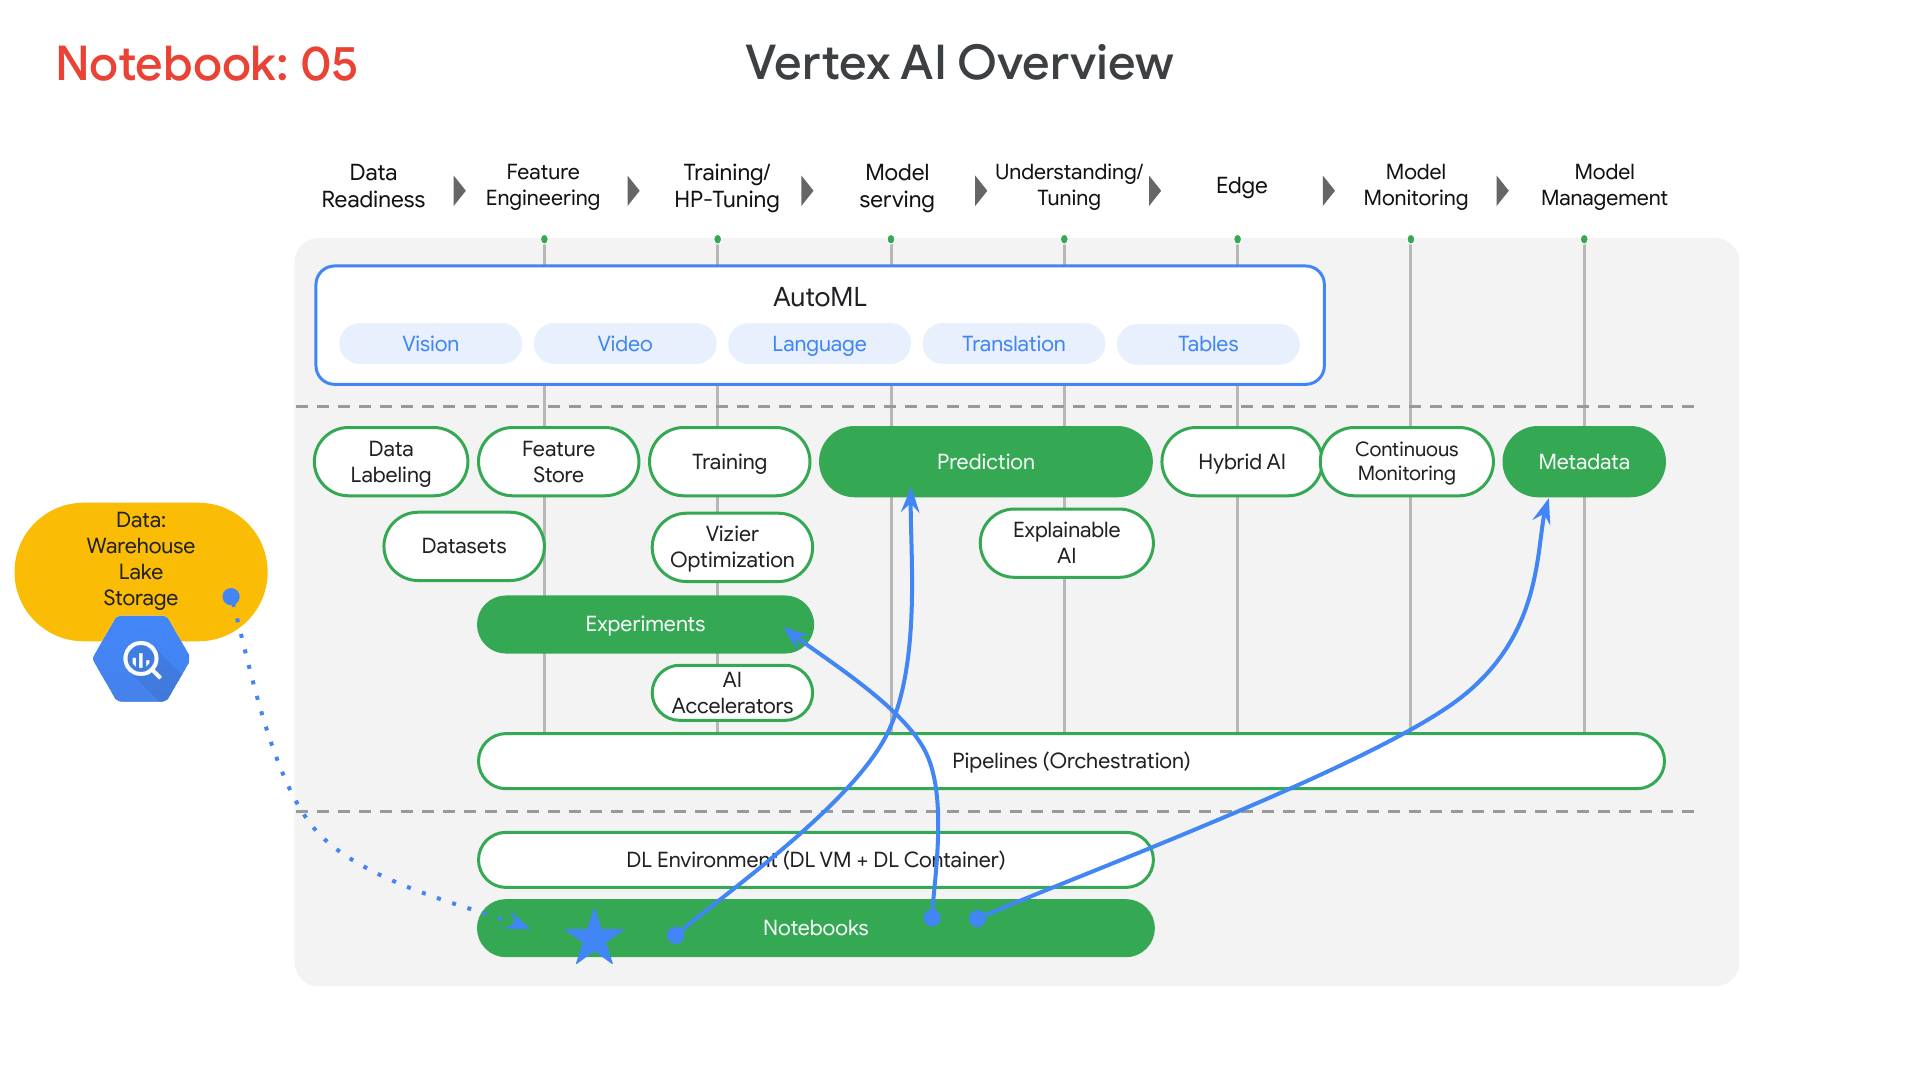 Notebook: 05
Vertex AI Overview
Data
Readiness
Feature
Engineering
Training/
HP-Tuning
Model
serving
Understanding/
Tuning
Edge
Model
Monitoring
Model
Management
AutoML
Vision
Video
Language
Translation
Tables
Data
Labeling
Feature
Store
Training
Prediction
Hybrid AI
Continuous
Monitoring
Metadata
Data:
Warehouse
Lake
Storage
Datasets
Vizier
Optimization
Explainable
AI
Experiments
AI
Accelerators
Pipelines (Orchestration)
DL Environment (DL VM + DL Container)
Notebooks